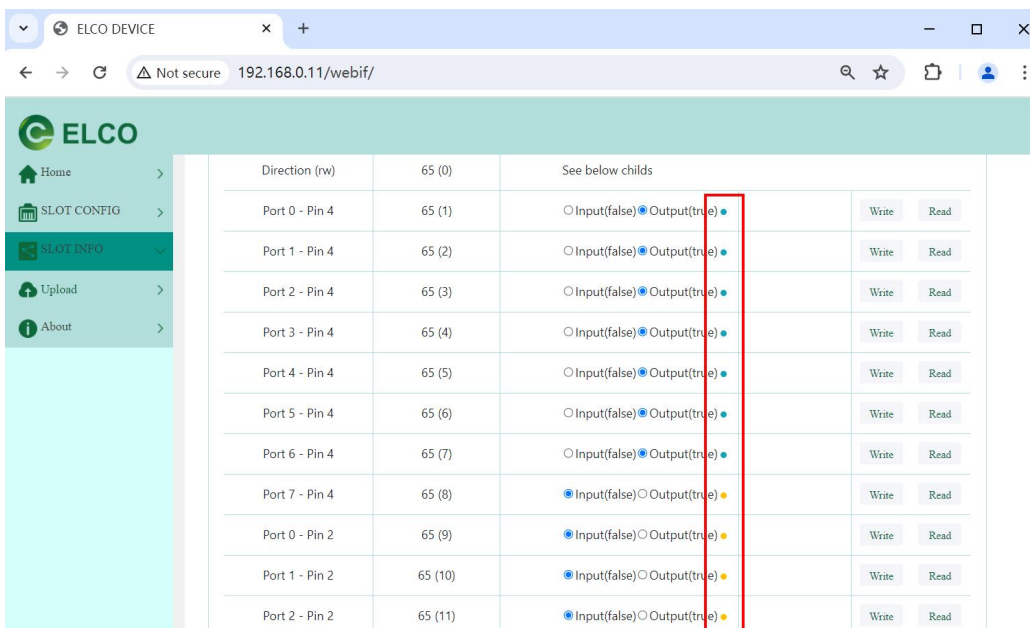 ELCO DEVICE
Not secure 192.168.0.11/webif/
ELCO
Home
SLOT CONFIG
SLOT INFO
Upload
About
Direction (rw) 65 (0) See below childs
Port 0 - Pin 4 65 (1) Input(false) Output(true) Write Read
Port 1 - Pin 4 65 (2) Input(false) Output(true) Write Read
Port 2 - Pin 4 65 (3) Input(false) Output(true) Write Read
Port 3 - Pin 4 65 (4) Input(false) Output(true) Write Read
Port 4 - Pin 4 65 (5) Input(false) Output(true) Write Read
Port 5 - Pin 4 65 (6) Input(false) Output(true) Write Read
Port 6 - Pin 4 65 (7) Input(false) Output(true) Write Read
Port 7 - Pin 4 65 (8) Input(false) Output(true) Write Read
Port 0 - Pin 2 65 (9) Input(false) Output(true) Write Read
Port 1 - Pin 2 65 (10) Input(false) Output(true) Write Read
Port 2 - Pin 2 65 (11) Input(false) Output(true) Write Read